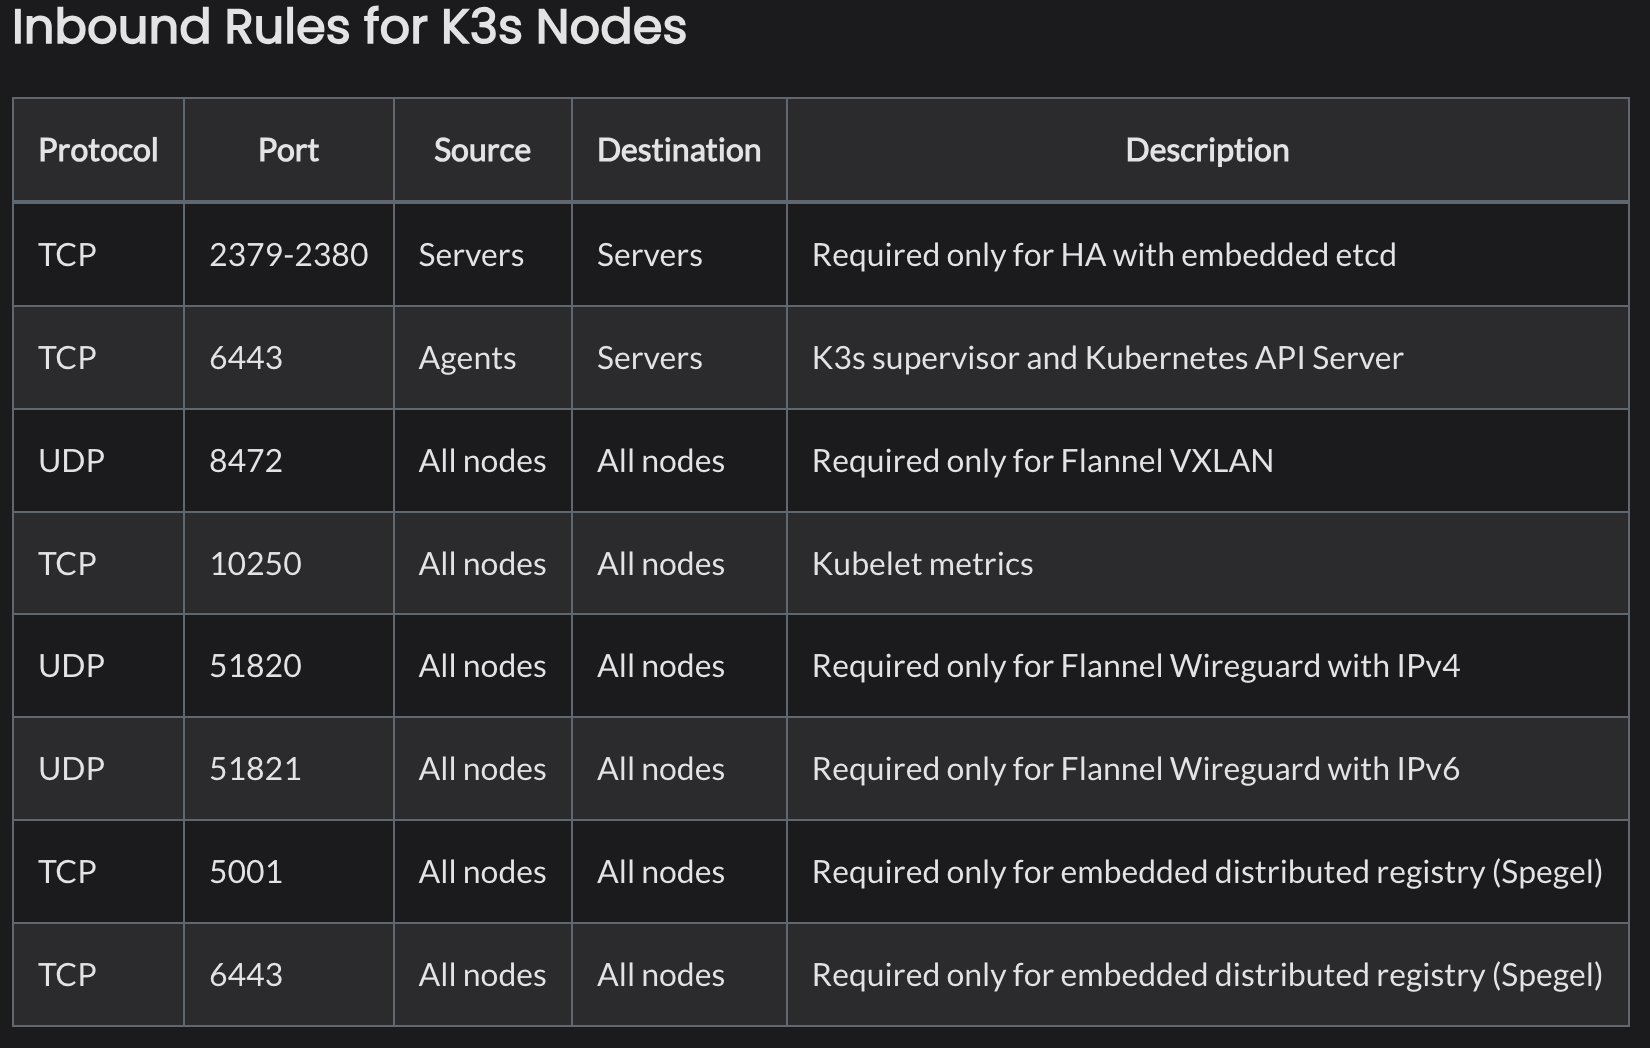 Inbound Rules for K3s Nodes
Protocol Port Source Destination Description
TCP 2379-2380 Servers Servers Required only for HA with embedded etcd
TCP 6443 Agents Servers K3s supervisor and Kubernetes API Server
UDP 8472 All nodes All nodes Required only for Flannel VXLAN
TCP 10250 All nodes All nodes Kubelet metrics
UDP 51820 All nodes All nodes Required only for Flannel Wireguard with IPv4
UDP 51821 All nodes All nodes Required only for Flannel Wireguard with IPv6
TCP 5001 All nodes All nodes Required only for embedded distributed registry (Spegel)
TCP 6443 All nodes All nodes Required only for embedded distributed registry (Spegel)